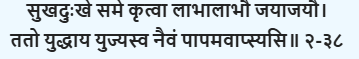 सुखदुःखे समे कृत्वा लाभालाभौ जयाजयौ।
ततो युद्धाय युज्यस्व नैवं पापमवाप्स्यसि॥ २-३८